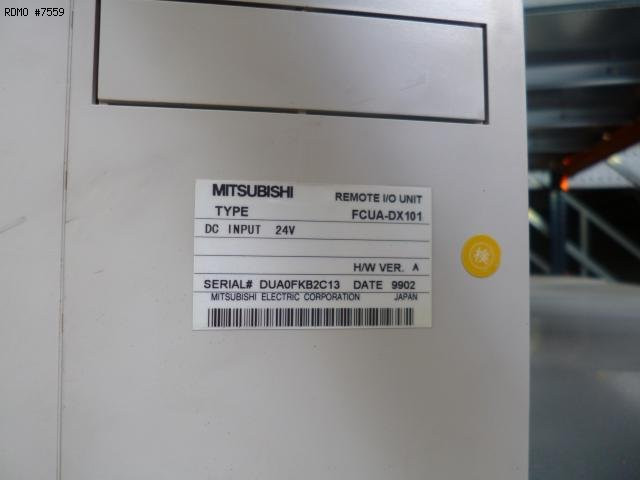 RDMO #7559
MITSUBISHI REMOTE I/O UNIT
TYPE FCUA-DX101
DC INPUT 24V
H/W VER. A
SERIAL# DUA0FKB2C13 DATE 9902
MITSUBISHI ELECTRIC CORPORATION JAPAN
検